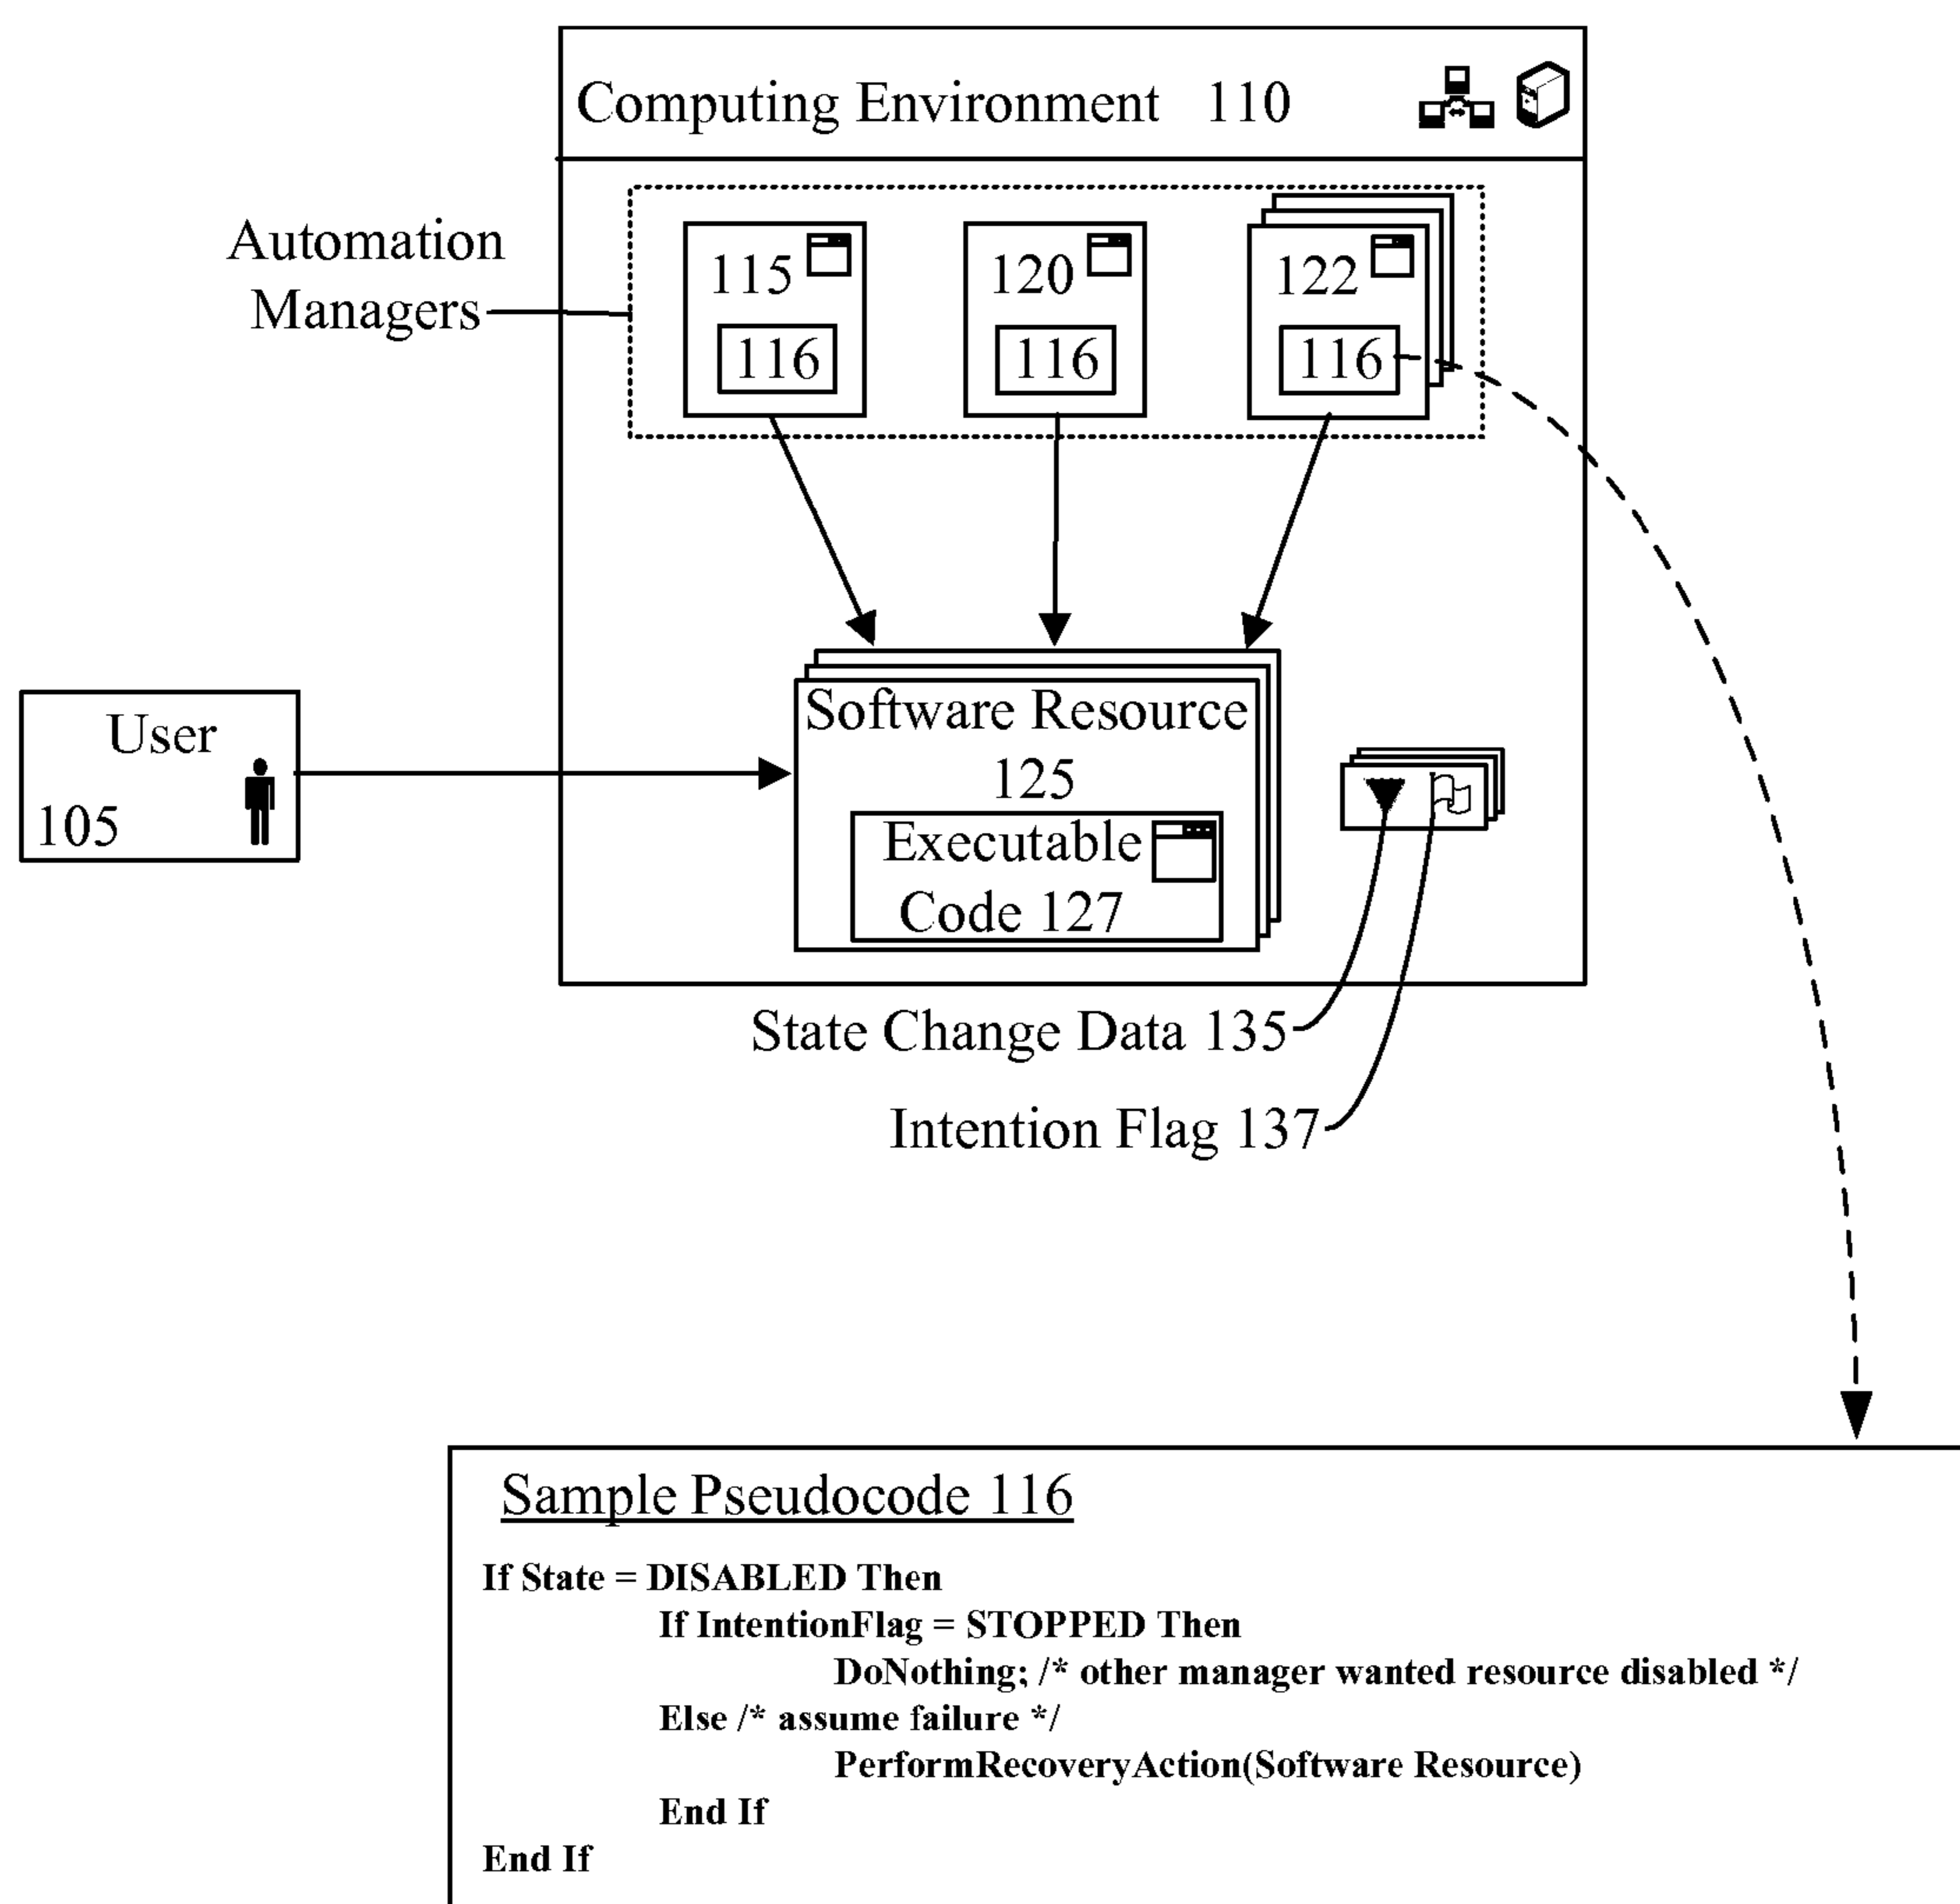 Computing Environment 110
Automation
Managers
115
120
122
116
116
116
User
105
Software Resource
125
Executable
Code 127
State Change Data 135
Intention Flag 137
Sample Pseudocode 116
If State = DISABLED Then
If IntentionFlag = STOPPED Then
DoNothing; /* other manager wanted resource disabled */
Else /* assume failure */
PerformRecoveryAction(Software Resource)
End If
End If